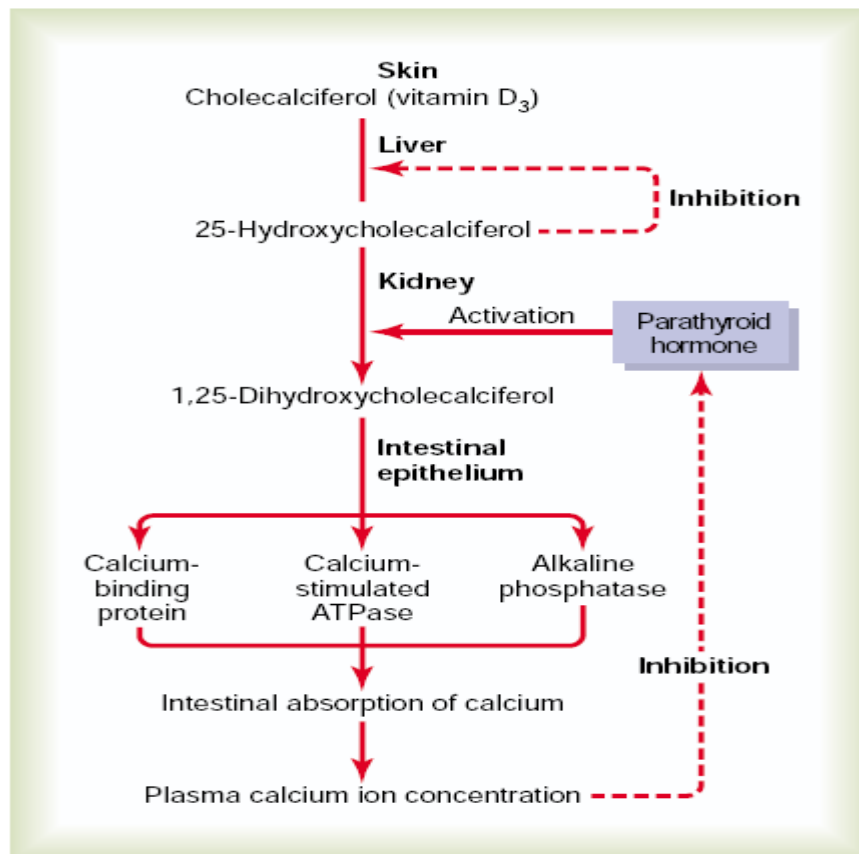 Skin
Cholecalciferol (vitamin D3)
Liver
Inhibition
25-Hydroxycholecalciferol
Kidney
Activation
Parathyroid
hormone
1,25-Dihydroxycholecalciferol
Intestinal
epithelium
Calcium-
binding
protein
Calcium-
stimulated
ATPase
Alkaline
phosphatase
Inhibition
Intestinal absorption of calcium
Plasma calcium ion concentration